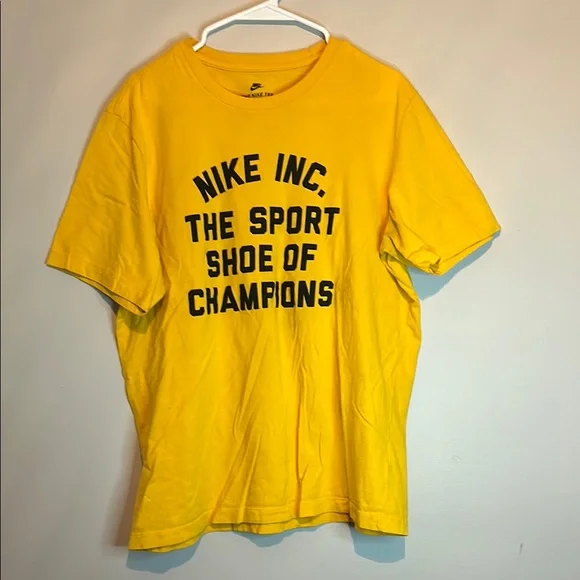 NIKE INC.
THE SPORT
SHOE OF
CHAMPIONS